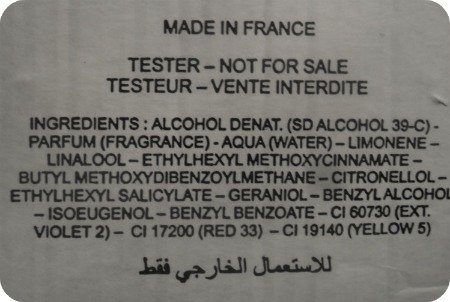 MADE IN FRANCE
TESTER – NOT FOR SALE
TESTEUR – VENTE INTERDITE
INGREDIENTS : ALCOHOL DENAT. (SD ALCOHOL 39-C) -
PARFUM (FRAGRANCE) - AQUA (WATER) – LIMONENE –
LINALOOL – ETHYLHEXYL METHOXYCINNAMATE –
BUTYL METHOXYDIBENZOYLMETHANE – CITRONELLOL –
ETHYLHEXYL SALICYLATE – GERANIOL – BENZYL ALCOHOL
– ISOEUGENOL – BENZYL BENZOATE – CI 60730 (EXT.
VIOLET 2) – CI 17200 (RED 33) – CI 19140 (YELLOW 5)
للاستعمال الخارجي فقط